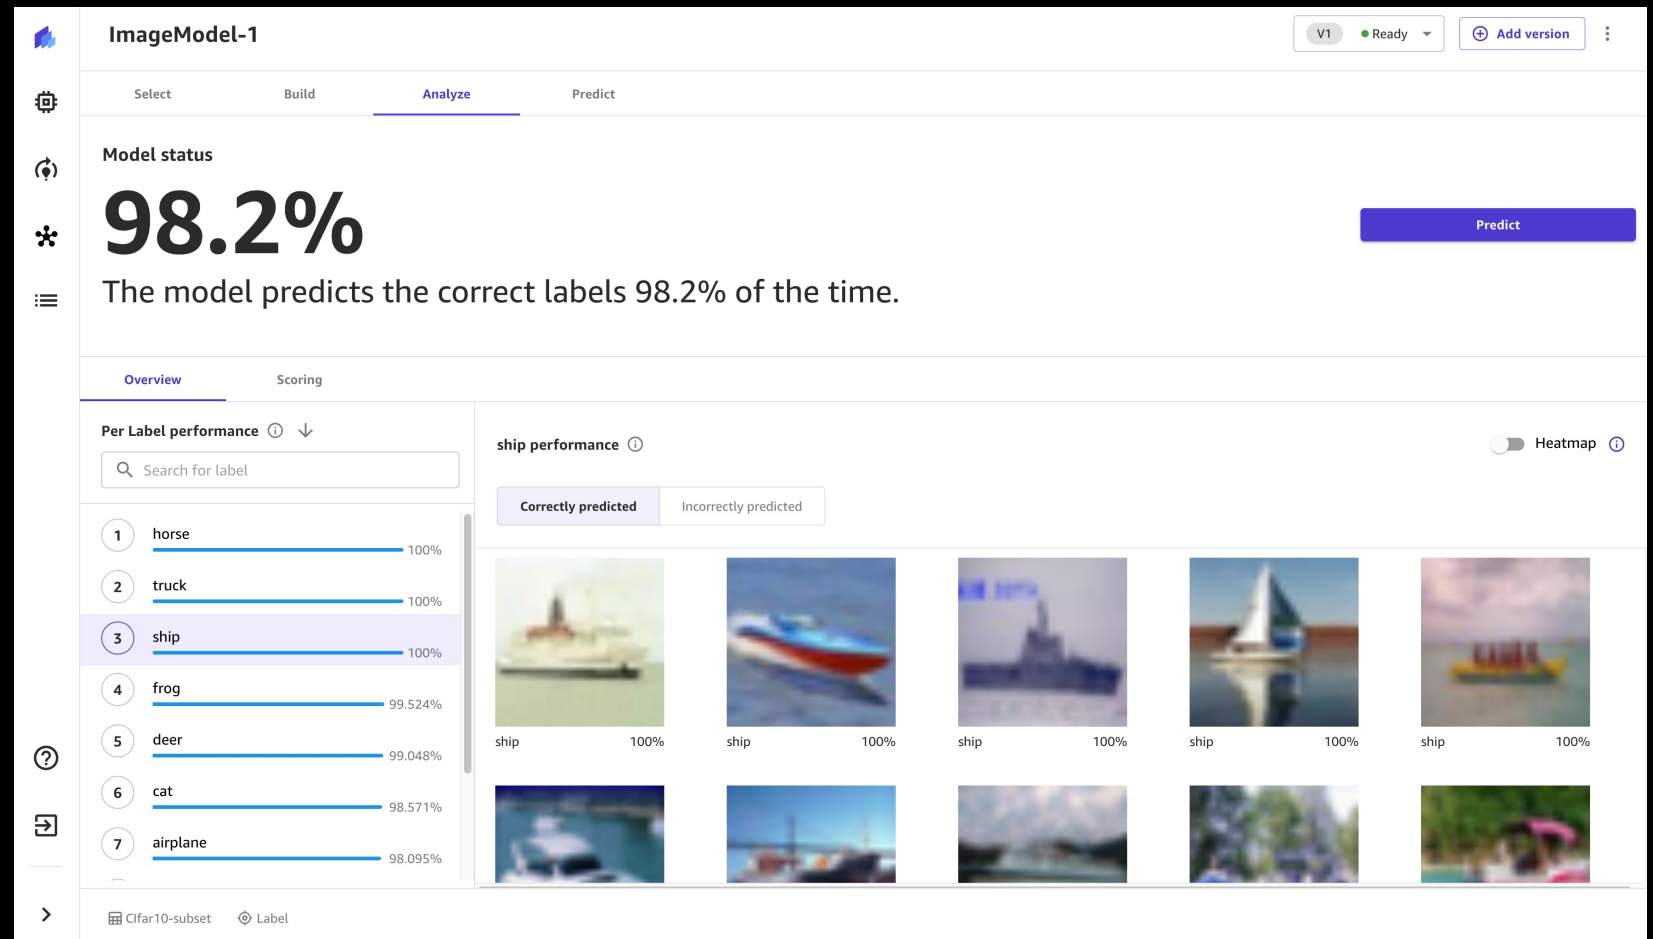 ImageModel-1
V1 Ready Add version
Select Build Analyze Predict
Model status
98.2%
Predict
The model predicts the correct labels 98.2% of the time.
Overview Scoring
Per Label performance
Search for label
ship performance
Heatmap
Correctly predicted Incorrectly predicted
1 horse 100%
2 truck 100%
3 ship 100%
4 frog 99.524%
5 deer 99.048%
6 cat 98.571%
7 airplane 98.095%
ship 100% ship 100% ship 100% ship 100% ship 100%
CIfar10-subset Label